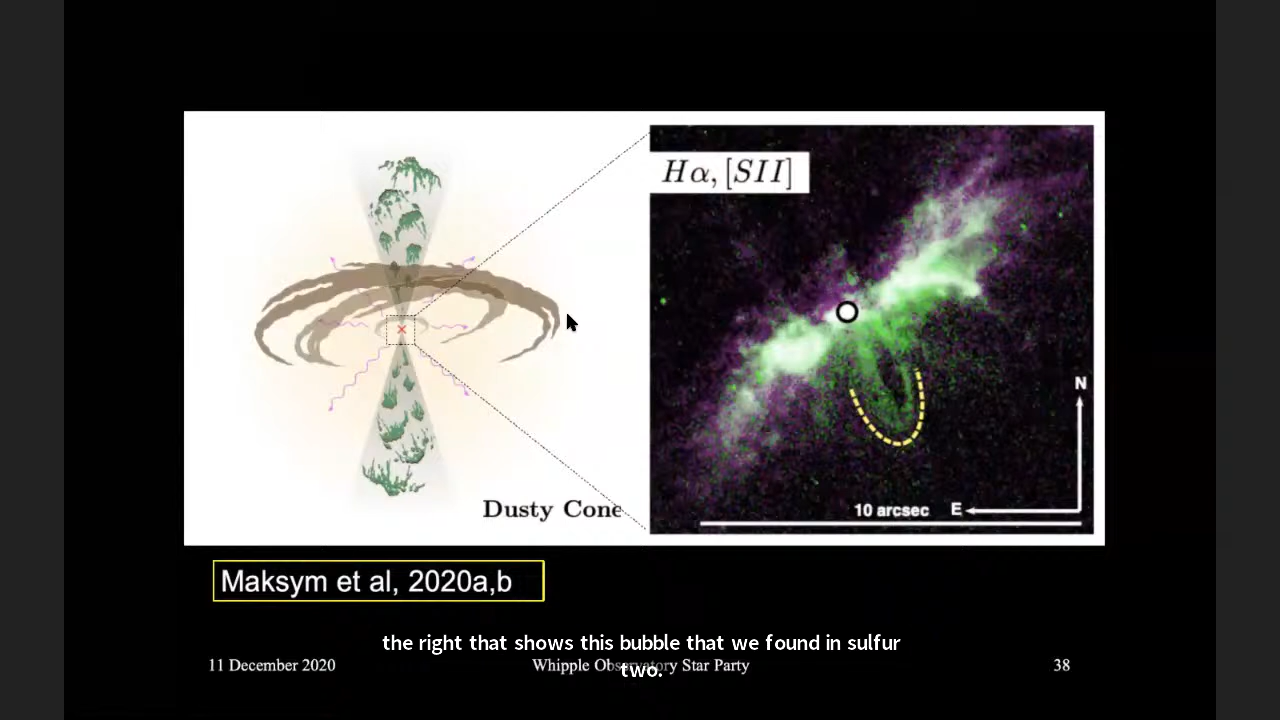 Hα, [SII]
N
10 arcsec E
Dusty Cone
Maksym et al, 2020a,b
the right that shows this bubble that we found in sulfur
two.
11 December 2020 Whipple Observatory Star Party 38